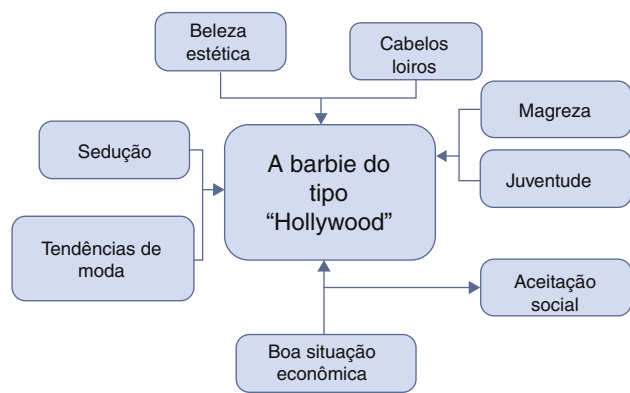 Beleza
estética
Cabelos
loiros
Sedução
Magreza
A barbie do
tipo
“Hollywood”
Juventude
Tendências de
moda
Aceitação
social
Boa situação
econômica